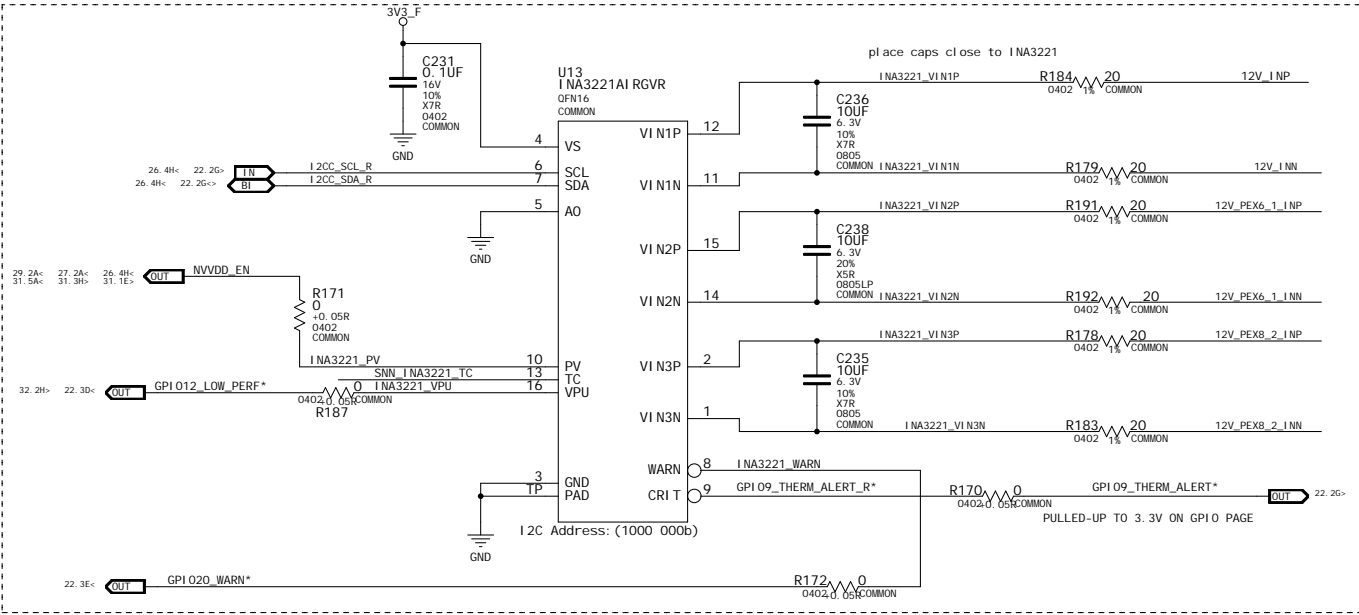 3V3_F
place caps close to INA3221
C231
0.1UF
16V
10%
X7R
0402
COMMON
GND
U13
INA3221AIRGVR
QFN16
COMMON
INA3221_VIN1P
R184
20
0402 1% COMMON
12V_INP
C236
10UF
6.3V
10%
X7R
0805
COMMON
VIN1P 12
4 VS
26.4H< 22.2G> IN I2CC_SCL_R 6 SCL
26.4H< 22.2G<> BI I2CC_SDA_R 7 SDA
VIN1N 11
INA3221_VIN1N
R179
20
0402 1% COMMON
12V_INN
5 A0
GND
INA3221_VIN2P
R191
20
0402 1% COMMON
12V_PEX6_1_INP
C238
10UF
6.3V
20%
X5R
0805LP
COMMON
VIN2P 15
29.2A< 27.2A< 26.4H<
31.5A< 31.3H> 31.1E>
OUT NVVDD_EN
R171
0
+0.05R
0402
COMMON
VIN2N 14
INA3221_VIN2N
R192
20
0402 1% COMMON
12V_PEX6_1_INN
INA3221_VIN3P
R178
20
0402 1% COMMON
12V_PEX8_2_INP
C235
10UF
6.3V
10%
X7R
0805
COMMON
INA3221_PV 10 PV
SNN_INA3221_TC 13 TC
INA3221_VPU 16 VPU
VIN3P 2
32.2H> 22.3D< OUT GPIO12_LOW_PERF*
0
0402 +0.05R COMMON
R187
VIN3N 1
INA3221_VIN3N
R183
20
0402 1% COMMON
12V_PEX8_2_INN
WARN 8 INA3221_WARN
3 GND
TP PAD
GND
CRIT 9 GPIO9_THERM_ALERT_R*
R170
0
0402 +0.05R COMMON
GPIO9_THERM_ALERT*
OUT 22.2G>
PULLED-UP TO 3.3V ON GPIO PAGE
I2C Address:(1000 000b)
22.3E< OUT GPIO20_WARN*
R172
0
0402 +0.05R COMMON